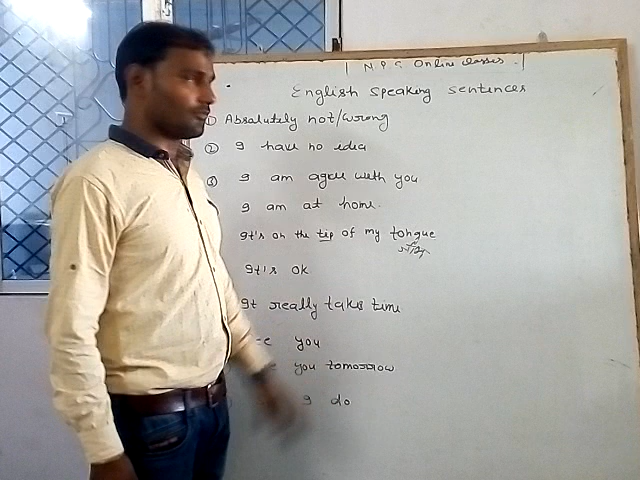 N.P.C. Online classes.
English Speaking sentences
1 Absalutely not/wrong
2 I have no idea
3 I am agree with you
I am at home.
It's on the tip of my tongue
It's ok
It really takes time
e you
e you tomorrow
I do